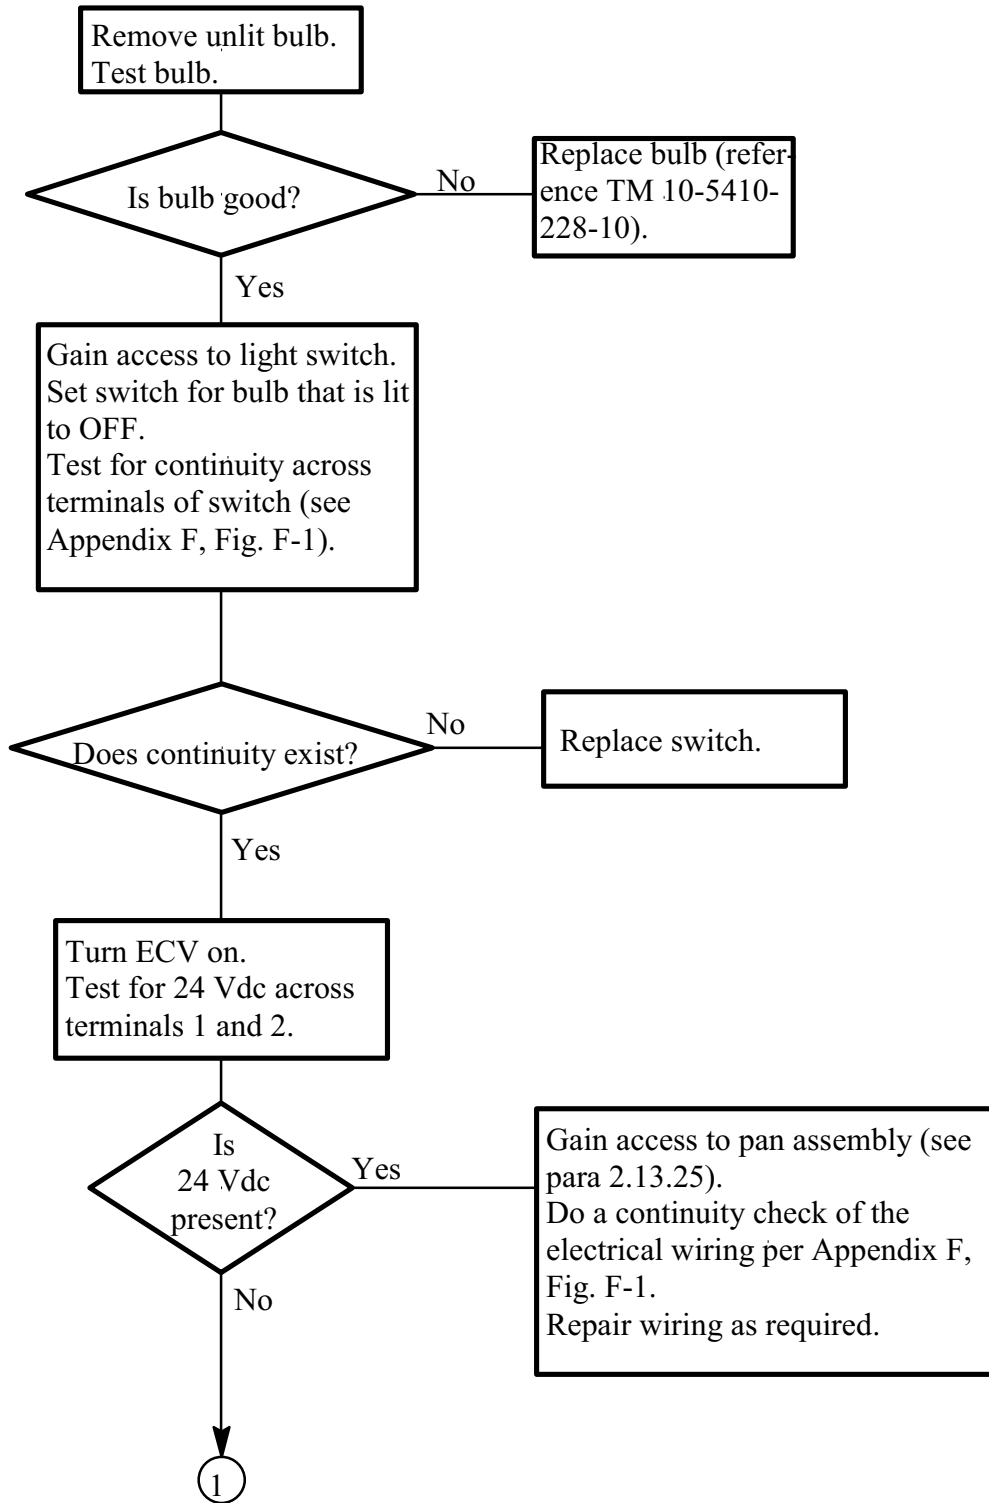 Remove unlit bulb.
Test bulb.
Is bulb good?
No
Replace bulb (refer-
ence TM 10-5410-
228-10).
Yes
Gain access to light switch.
Set switch for bulb that is lit
to OFF.
Test for continuity across
terminals of switch (see
Appendix F, Fig. F-1).
Does continuity exist?
No
Replace switch.
Yes
Turn ECV on.
Test for 24 Vdc across
terminals 1 and 2.
Is
24 Vdc
present?
Yes
Gain access to pan assembly (see
para 2.13.25).
Do a continuity check of the
electrical wiring per Appendix F,
Fig. F-1.
Repair wiring as required.
No
1